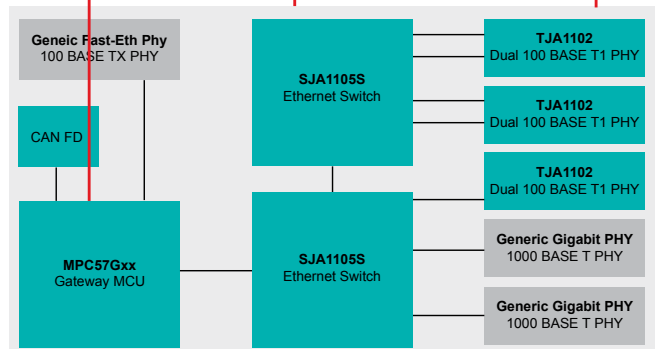 Geneic Fast-Eth Phy
100 BASE TX PHY
CAN FD
MPC57Gxx
Gateway MCU
SJA1105S
Ethernet Switch
SJA1105S
Ethernet Switch
TJA1102
Dual 100 BASE T1 PHY
TJA1102
Dual 100 BASE T1 PHY
TJA1102
Dual 100 BASE T1 PHY
Generic Gigabit PHY
1000 BASE T PHY
Generic Gigabit PHY
1000 BASE T PHY